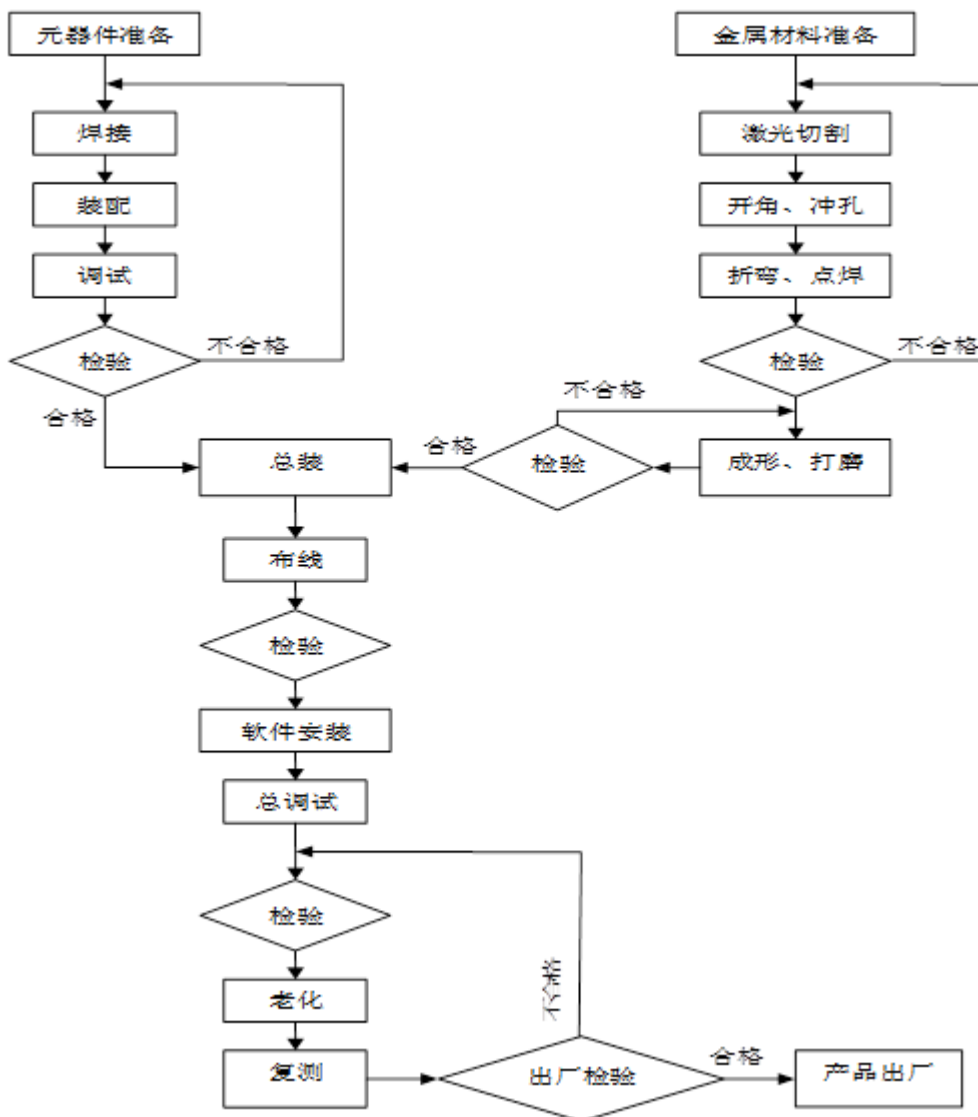 元器件准备
金属材料准备
焊接
激光切割
装配
开角、冲孔
调试
折弯、点焊
检验
不合格
检验
不合格
不合格
合格
合格
总装
检验
成形、打磨
布线
检验
软件安装
总调试
检验
不合格
老化
复测
出厂检验
合格
产品出厂